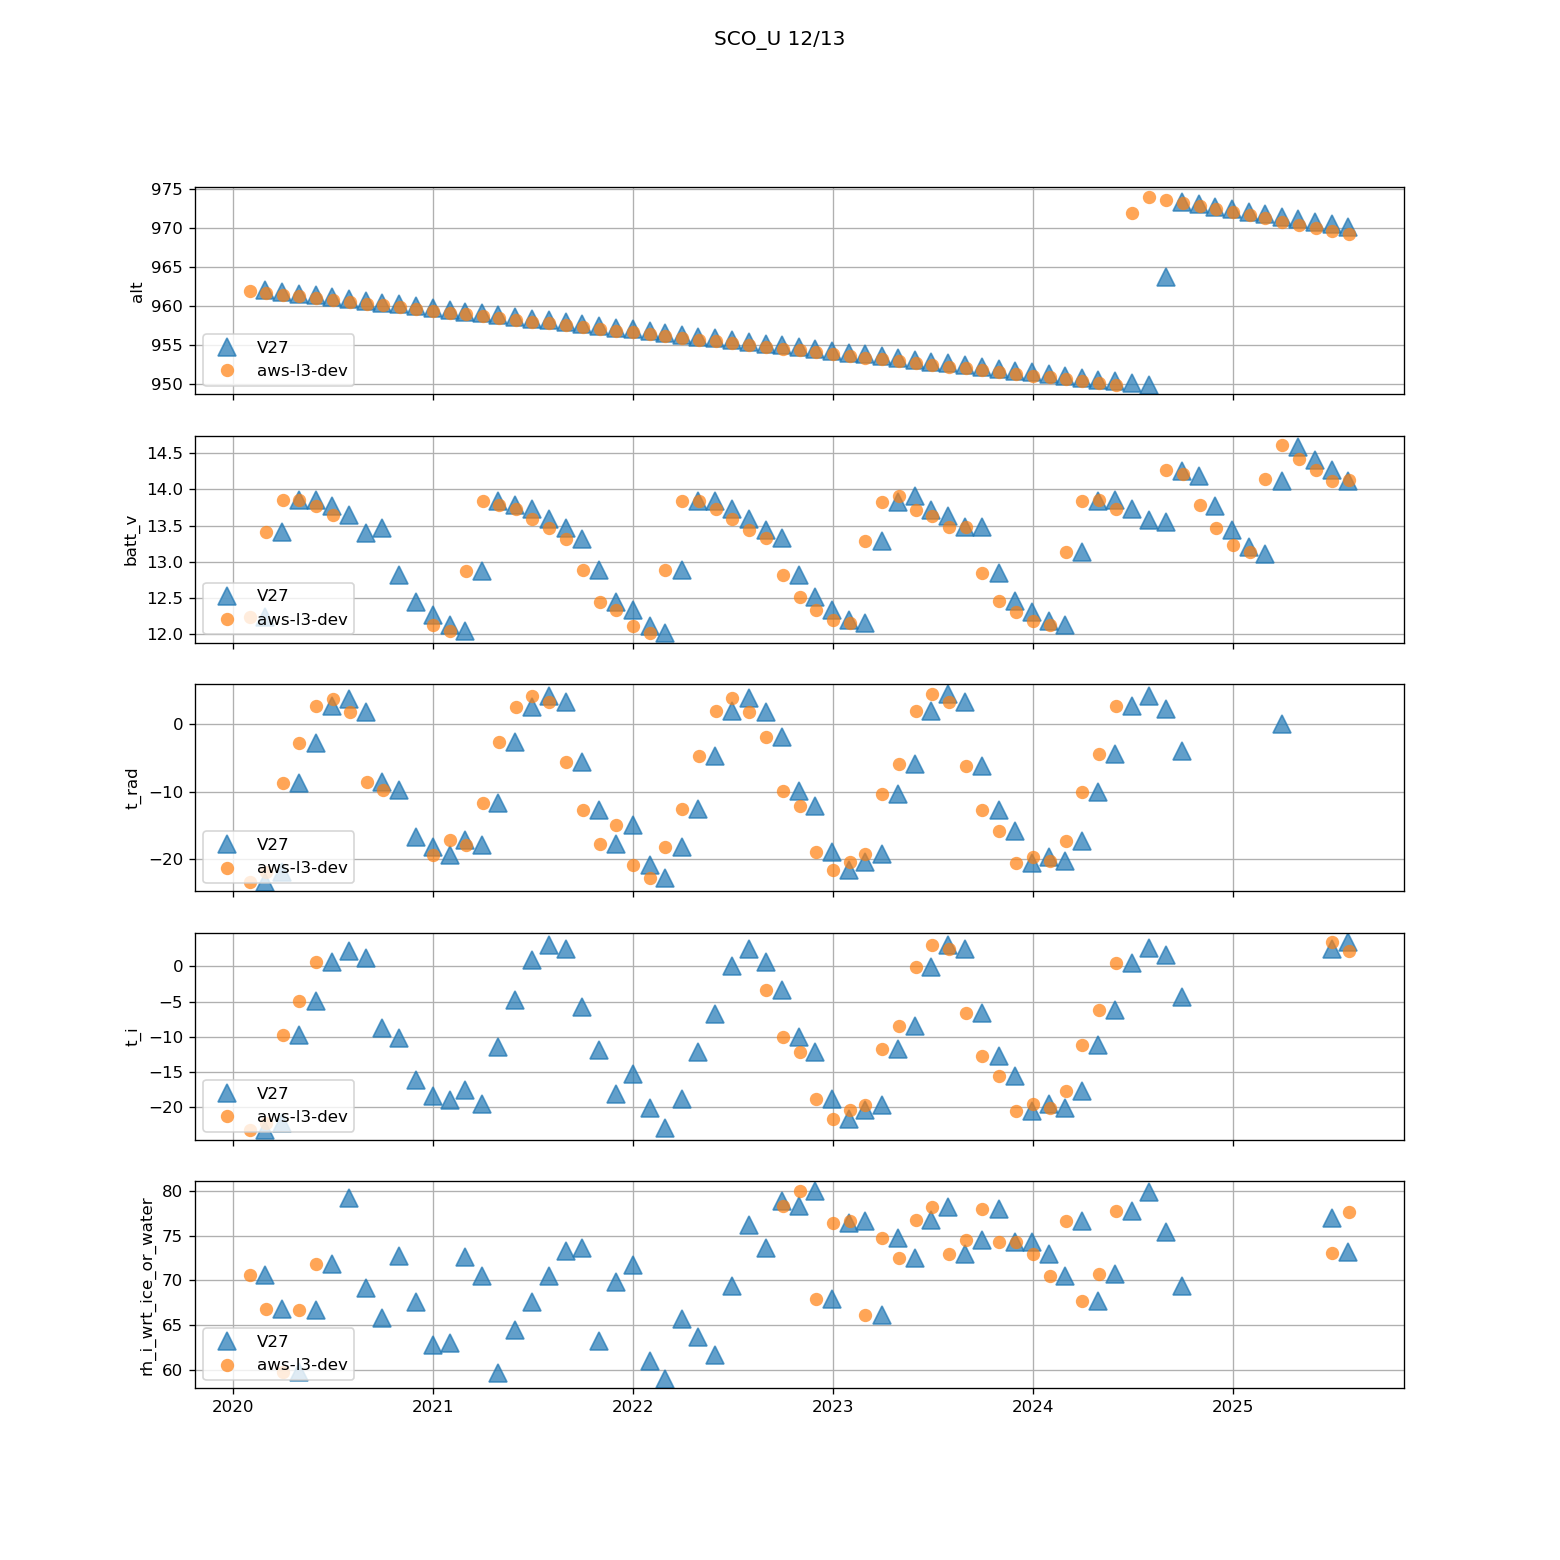 SCO_U 12/13
975
970
965
960
955
950
alt
V27
aws-l3-dev
14.5
14.0
13.5
13.0
12.5
12.0
batt_v
V27
aws-l3-dev
0
−10
−20
t_rad
V27
aws-l3-dev
0
−5
−10
−15
−20
t_i
V27
aws-l3-dev
80
75
70
65
60
rh_i_wrt_ice_or_water
V27
aws-l3-dev
2020 2021 2022 2023 2024 2025